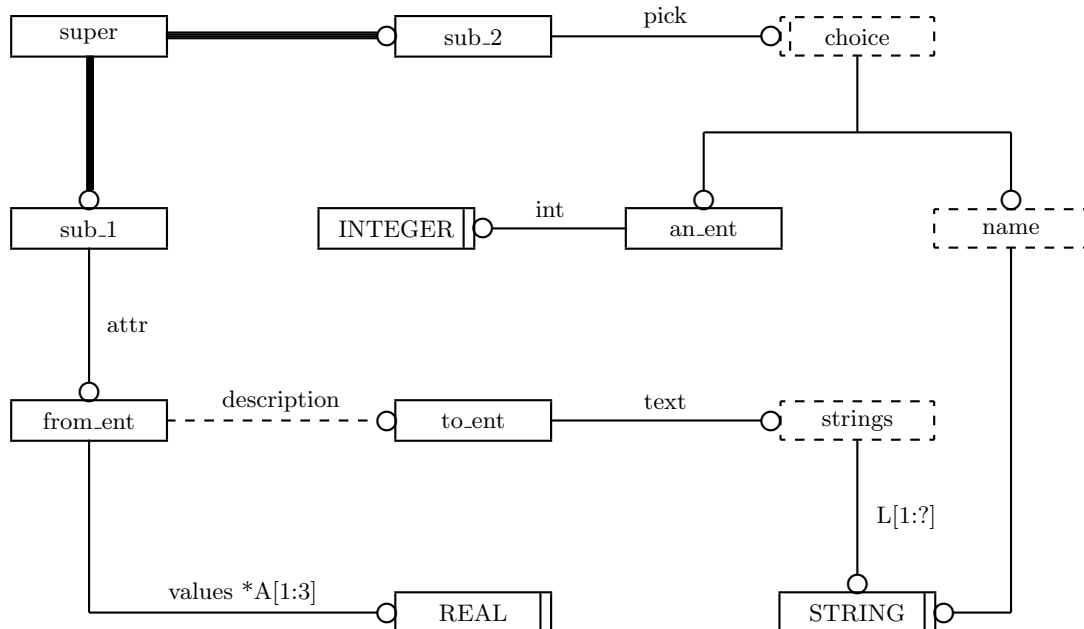 super
sub_2
pick
choice
sub_1
INTEGER
int
an_ent
name
attr
from_ent
description
to_ent
text
strings
L[1:?]
values *A[1:3]
REAL
STRING